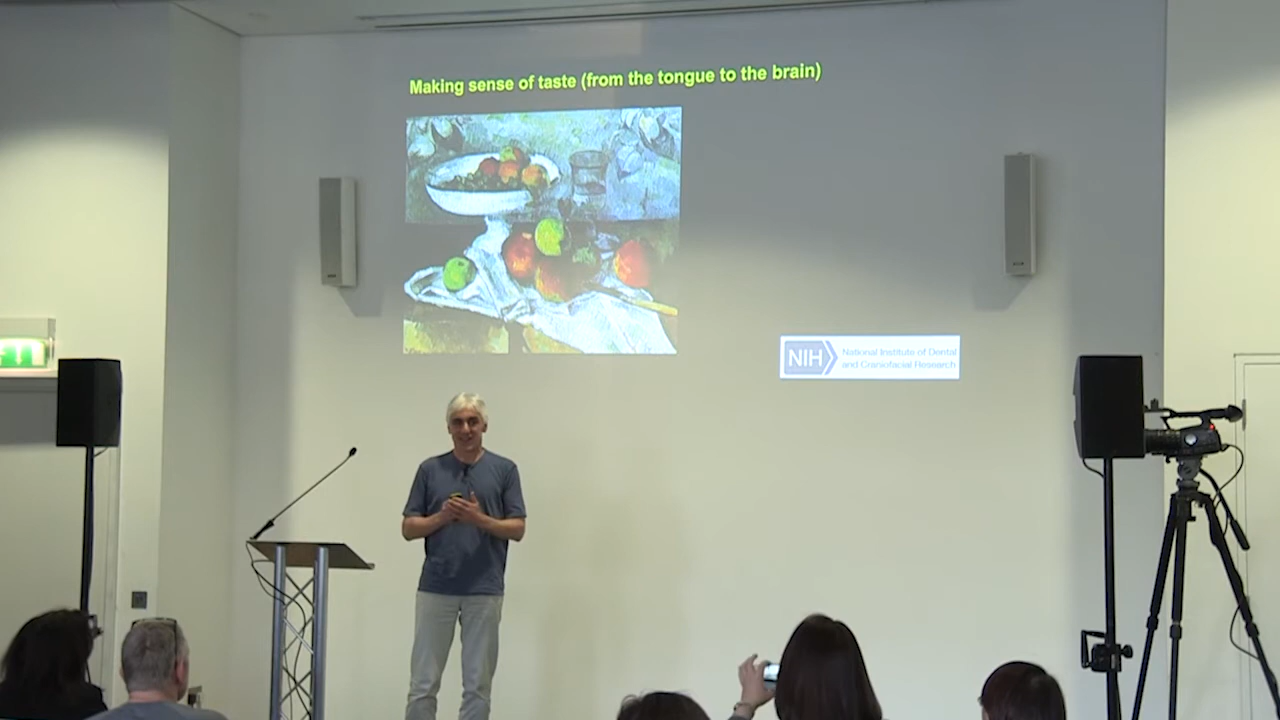 Making sense of taste (from the tongue to the brain)
NIH
National Institute of Dental
and Craniofacial Research